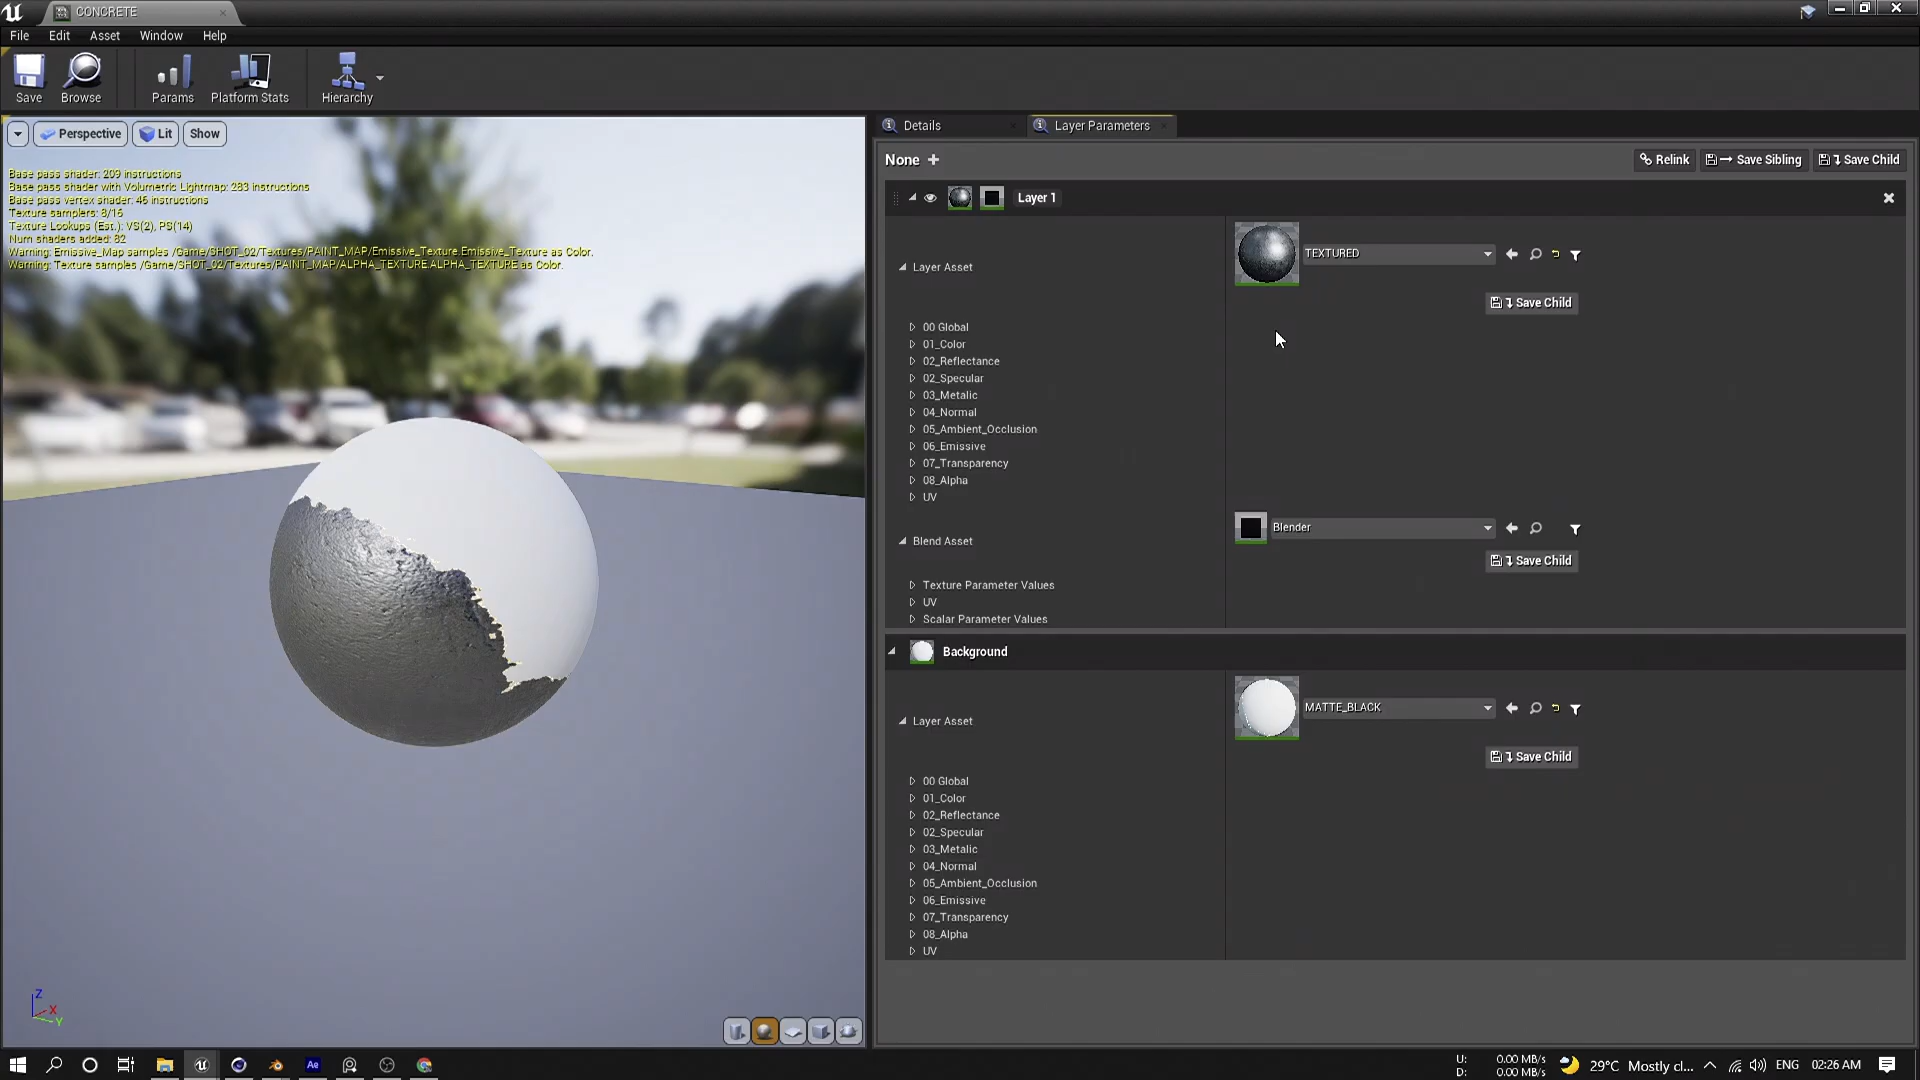 CONCRETE
File Edit Asset Window Help
Save Browse Params Platform Stats Hierarchy
Perspective Lit Show
Base pass shader: 209 instructions
Base pass shader with Volumetric Lightmap: 283 instructions
Base pass vertex shader: 46 instructions
Texture samplers: 8/16
Texture Lookups (Est.): VS(2), PS(14)
Num shaders added: 82
Warning: Emissive_Map samples /Game/SHOT_02/Textures/PAINT_MAP/Emissive_Texture.Emissive_Texture as Color.
Warning: Texture samples /Game/SHOT_02/Textures/PAINT_MAP/ALPHA_TEXTURE.ALPHA_TEXTURE as Color.
Z
X
Y
Details Layer Parameters
None Relink Save Sibling Save Child
Layer 1
TEXTURED
Layer Asset
Save Child
00 Global
01_Color
02_Reflectance
02_Specular
03_Metalic
04_Normal
05_Ambient_Occlusion
06_Emissive
07_Transparency
08_Alpha
UV
Blender
Blend Asset
Save Child
Texture Parameter Values
UV
Scalar Parameter Values
Background
MATTE_BLACK
Layer Asset
Save Child
00 Global
01_Color
02_Reflectance
02_Specular
03_Metalic
04_Normal
05_Ambient_Occlusion
06_Emissive
07_Transparency
08_Alpha
UV
Ae
U: 0.00 MB/s
D: 0.00 MB/s
29°C Mostly cl... ENG 02:26 AM